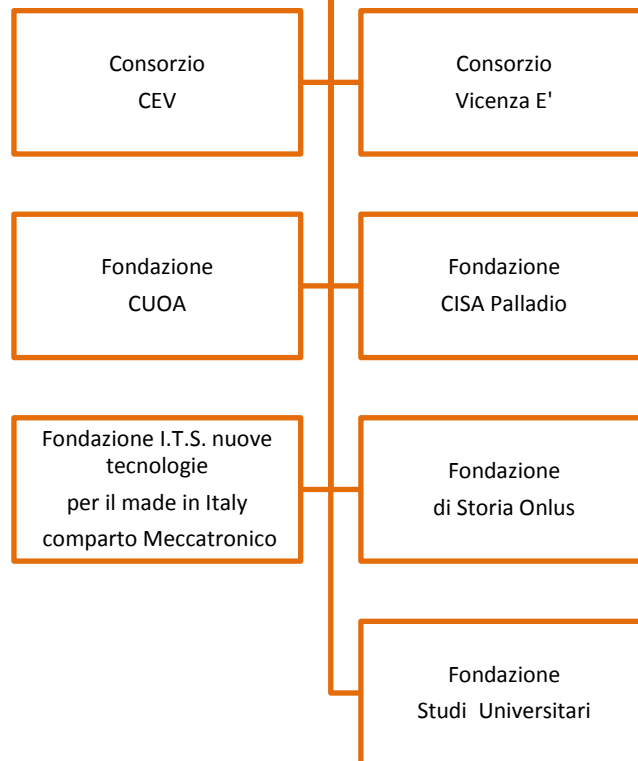 Consorzio
CEV
Consorzio
Vicenza E'
Fondazione
CUOA
Fondazione
CISA Palladio
Fondazione I.T.S. nuove
tecnologie
per il made in Italy
comparto Meccatronico
Fondazione
di Storia Onlus
Fondazione
Studi Universitari